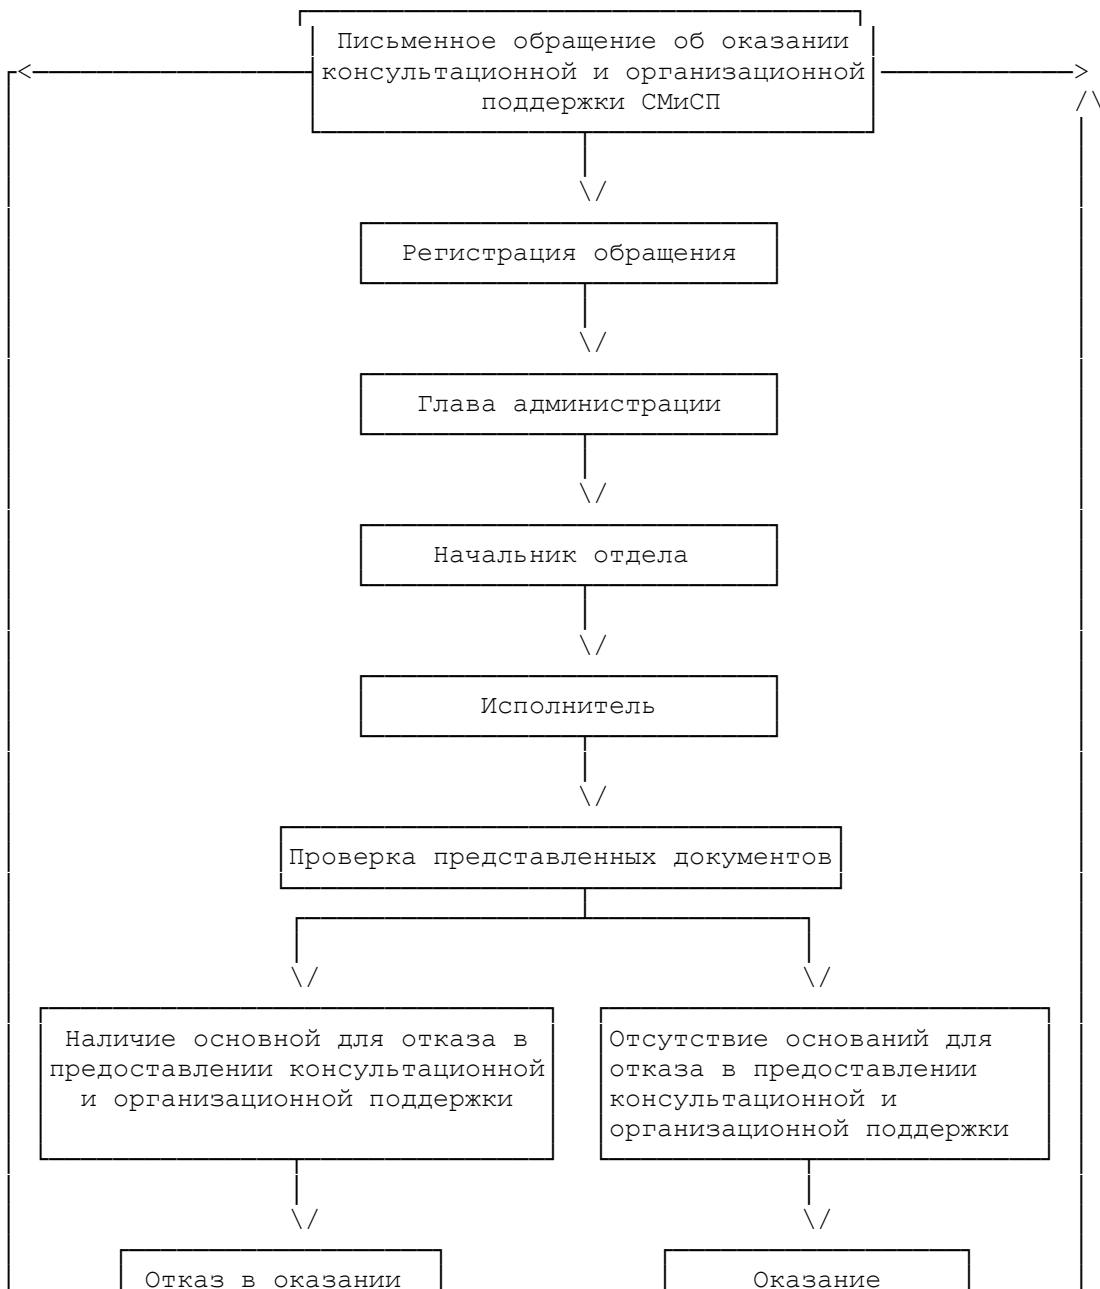 Письменное обращение об оказании
консультационной и организационной
поддержки СМиСП
Регистрация обращения
Глава администрации
Начальник отдела
Исполнитель
Проверка представленных документов
Наличие основной для отказа в
предоставлении консультационной
и организационной поддержки
Отсутствие оснований для
отказа в предоставлении
консультационной и
организационной поддержки
Отказ в оказании
Оказание